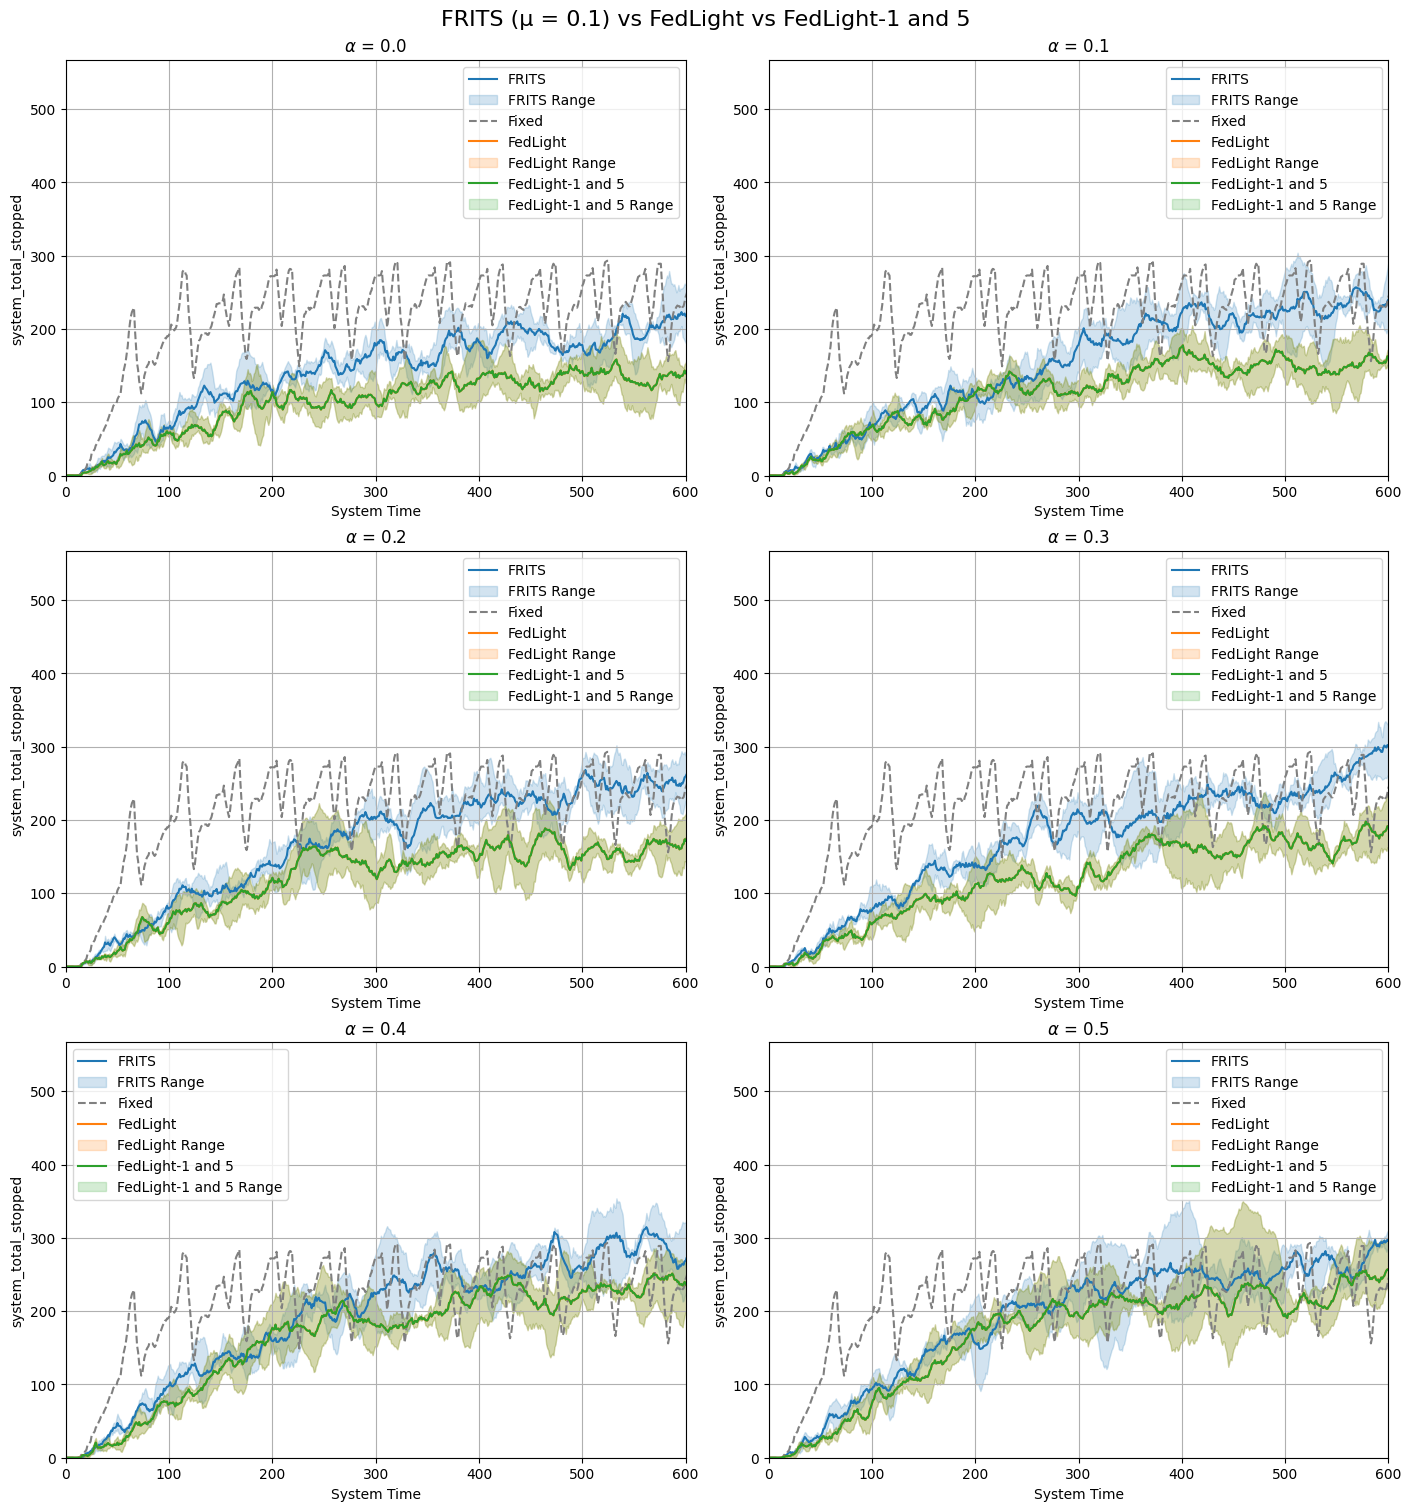 FRITS (μ = 0.1) vs FedLight vs FedLight-1 and 5
α = 0.0
system_total_stopped
500
400
300
200
100
0
FRITS
FRITS Range
Fixed
FedLight
FedLight Range
FedLight-1 and 5
FedLight-1 and 5 Range
0 100 200 300 400 500 600
System Time
α = 0.1
system_total_stopped
500
400
300
200
100
0
FRITS
FRITS Range
Fixed
FedLight
FedLight Range
FedLight-1 and 5
FedLight-1 and 5 Range
0 100 200 300 400 500 600
System Time
α = 0.2
system_total_stopped
500
400
300
200
100
0
FRITS
FRITS Range
Fixed
FedLight
FedLight Range
FedLight-1 and 5
FedLight-1 and 5 Range
0 100 200 300 400 500 600
System Time
α = 0.3
system_total_stopped
500
400
300
200
100
0
FRITS
FRITS Range
Fixed
FedLight
FedLight Range
FedLight-1 and 5
FedLight-1 and 5 Range
0 100 200 300 400 500 600
System Time
α = 0.4
system_total_stopped
500
400
300
200
100
0
FRITS
FRITS Range
Fixed
FedLight
FedLight Range
FedLight-1 and 5
FedLight-1 and 5 Range
0 100 200 300 400 500 600
System Time
α = 0.5
system_total_stopped
500
400
300
200
100
0
FRITS
FRITS Range
Fixed
FedLight
FedLight Range
FedLight-1 and 5
FedLight-1 and 5 Range
0 100 200 300 400 500 600
System Time